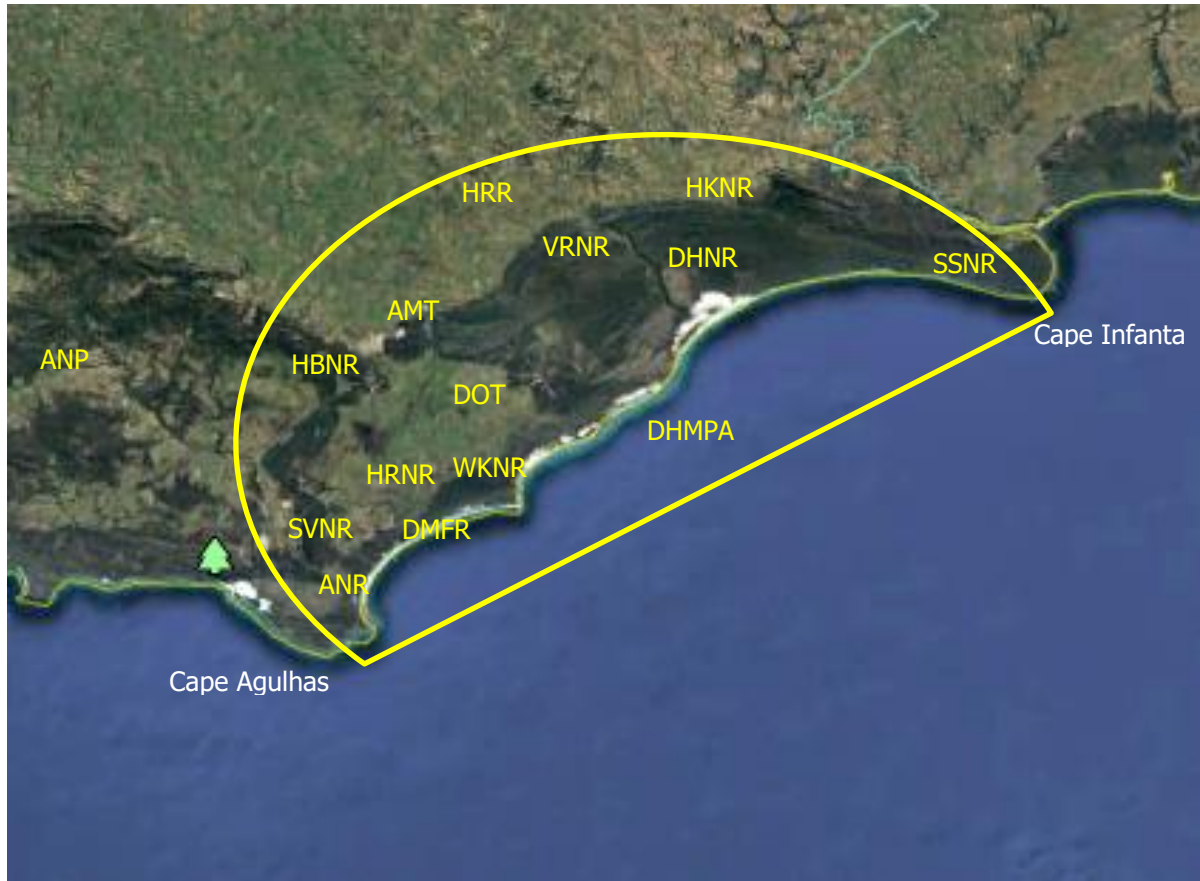 HRR
HKNR
VRNR
DHNR
SSNR
AMT
Cape Infanta
ANP
HBNR
DOT
DHMPA
HRNR
WKNR
SVNR
DMFR
ANR
Cape Agulhas